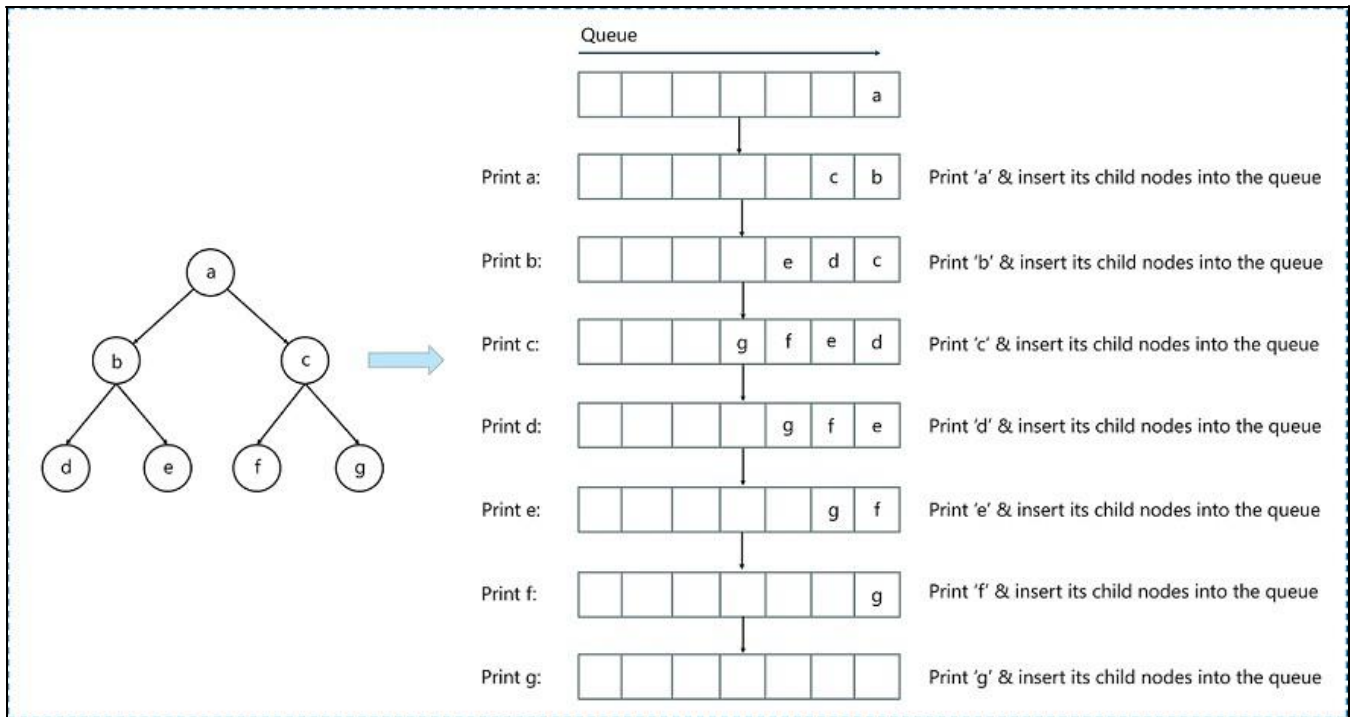 Queue
a
Print a: c b Print ‘a’ & insert its child nodes into the queue
Print b: e d c Print ‘b’ & insert its child nodes into the queue
a
Print c: g f e d Print ‘c’ & insert its child nodes into the queue
b c
Print d: g f e Print ‘d’ & insert its child nodes into the queue
d e f g
Print e: g f Print ‘e’ & insert its child nodes into the queue
Print f: g Print ‘f’ & insert its child nodes into the queue
Print g: Print ‘g’ & insert its child nodes into the queue